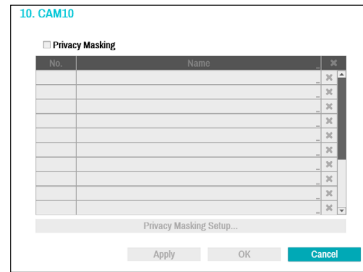 10. CAM10
Privacy Masking
No. Name
Privacy Masking Setup...
Apply OK Cancel